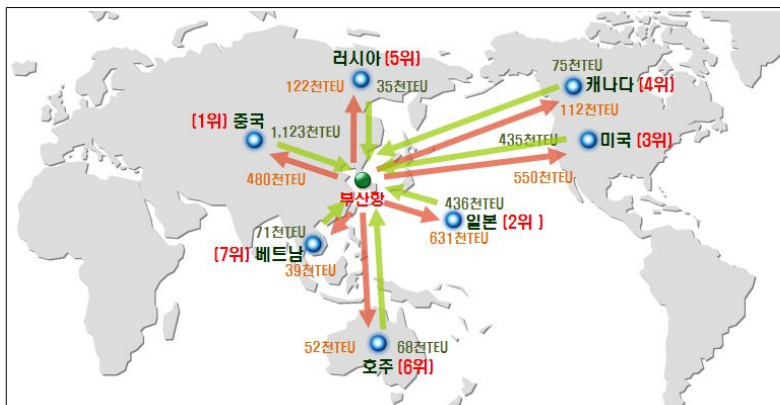 러시아 (5위)
122천TEU
35천TEU
75천TEU
캐나다 (4위)
112천TEU
(1위) 중국
1,123천TEU
480천TEU
435천TEU
미국 (3위)
550천TEU
부산항
436천TEU
일본 (2위 )
631천TEU
71천TEU
(7위) 베트남
39천TEU
52천TEU
68천TEU
호주 (6위)